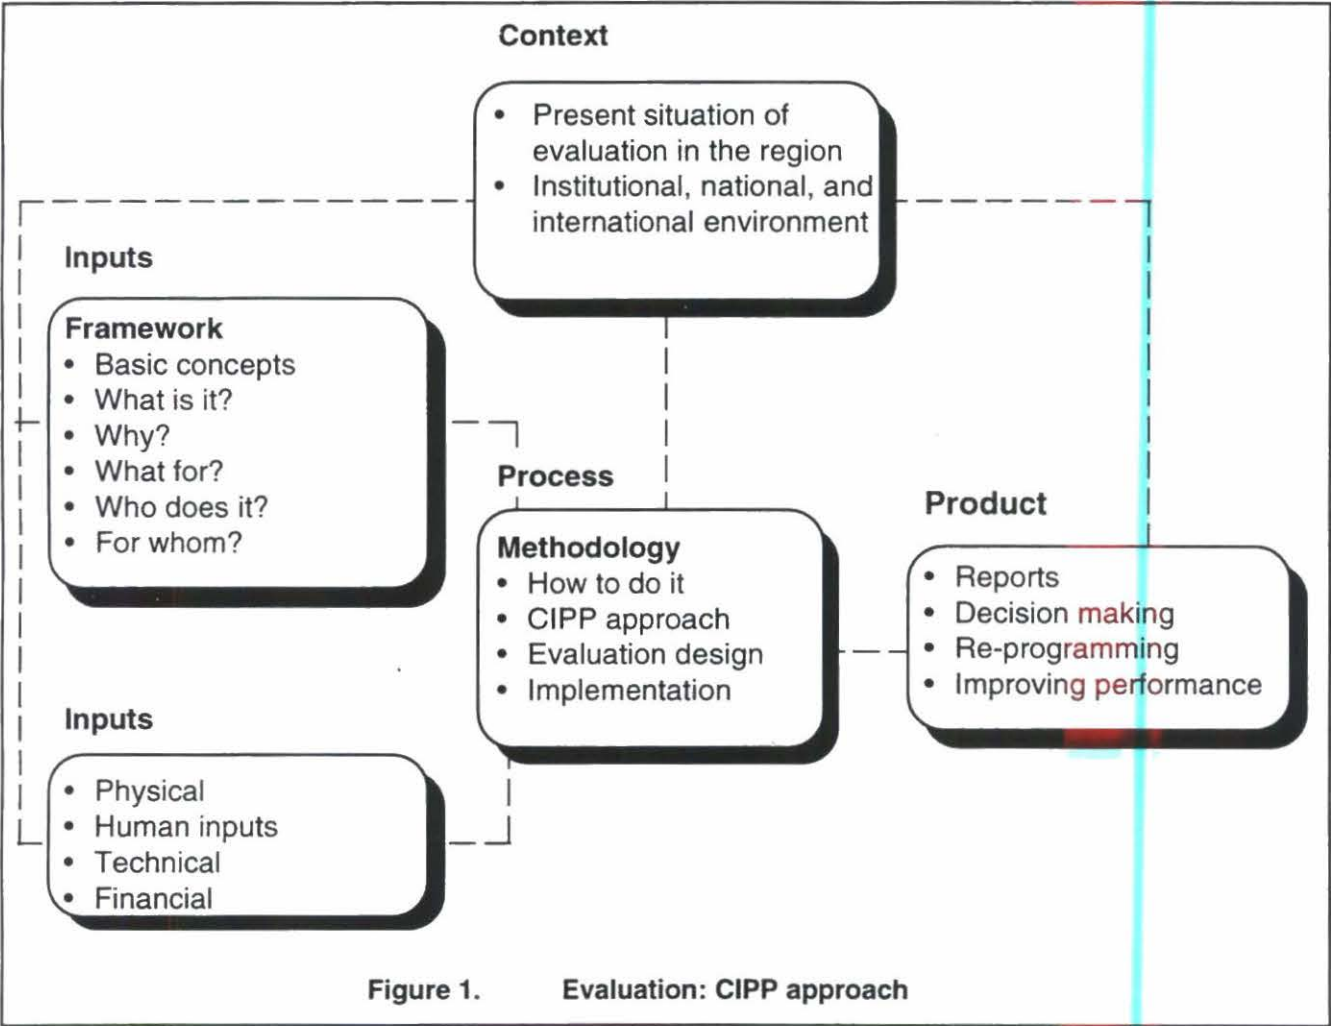 Context
• Present situation of
evaluation in the region
• Institutional, national, and
international environment
Inputs
Framework
• Basic concepts
• What is it?
• Why?
• What for?
• Who does it?
• For whom?
Process
Methodology
• How to do it
• CIPP approach
• Evaluation design
• Implementation
Product
• Reports
• Decision making
• Re-programming
• Improving performance
Inputs
• Physical
• Human inputs
• Technical
• Financial
Figure 1. Evaluation: CIPP approach